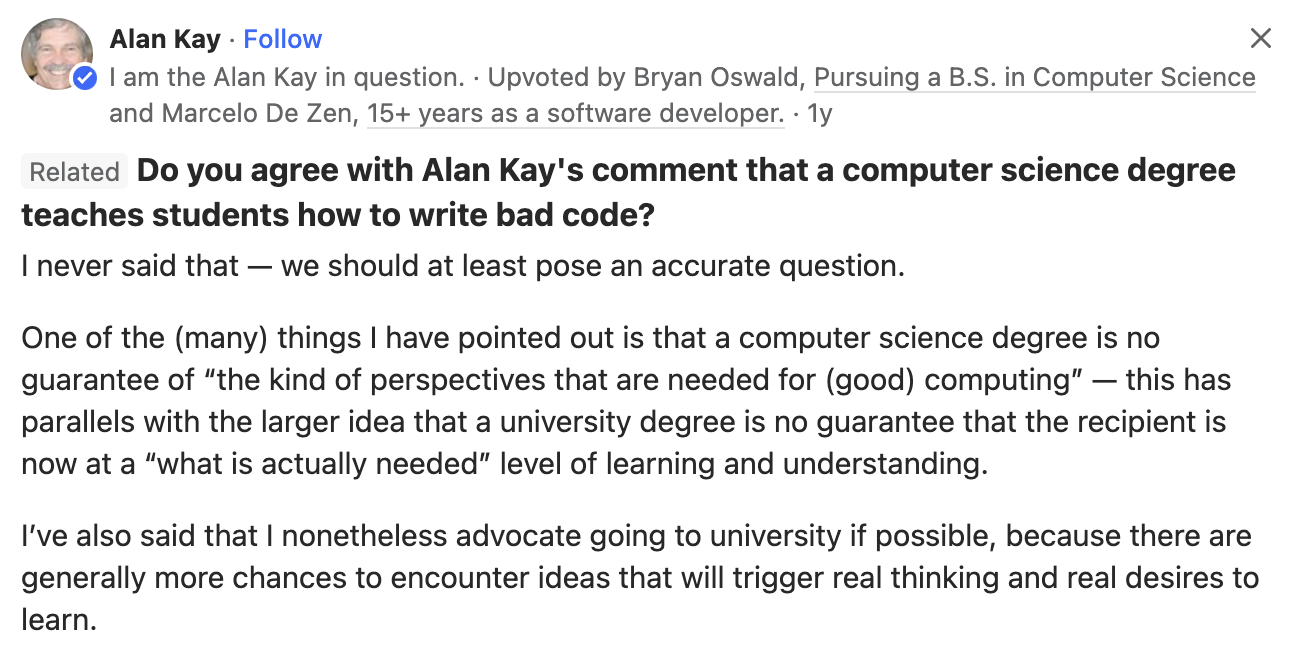 Alan Kay · Follow
I am the Alan Kay in question. · Upvoted by Bryan Oswald, Pursuing a B.S. in Computer Science
and Marcelo De Zen, 15+ years as a software developer. · 1y
Related Do you agree with Alan Kay's comment that a computer science degree
teaches students how to write bad code?
I never said that — we should at least pose an accurate question.
One of the (many) things I have pointed out is that a computer science degree is no
guarantee of “the kind of perspectives that are needed for (good) computing” — this has
parallels with the larger idea that a university degree is no guarantee that the recipient is
now at a “what is actually needed” level of learning and understanding.
I’ve also said that I nonetheless advocate going to university if possible, because there are
generally more chances to encounter ideas that will trigger real thinking and real desires to
learn.